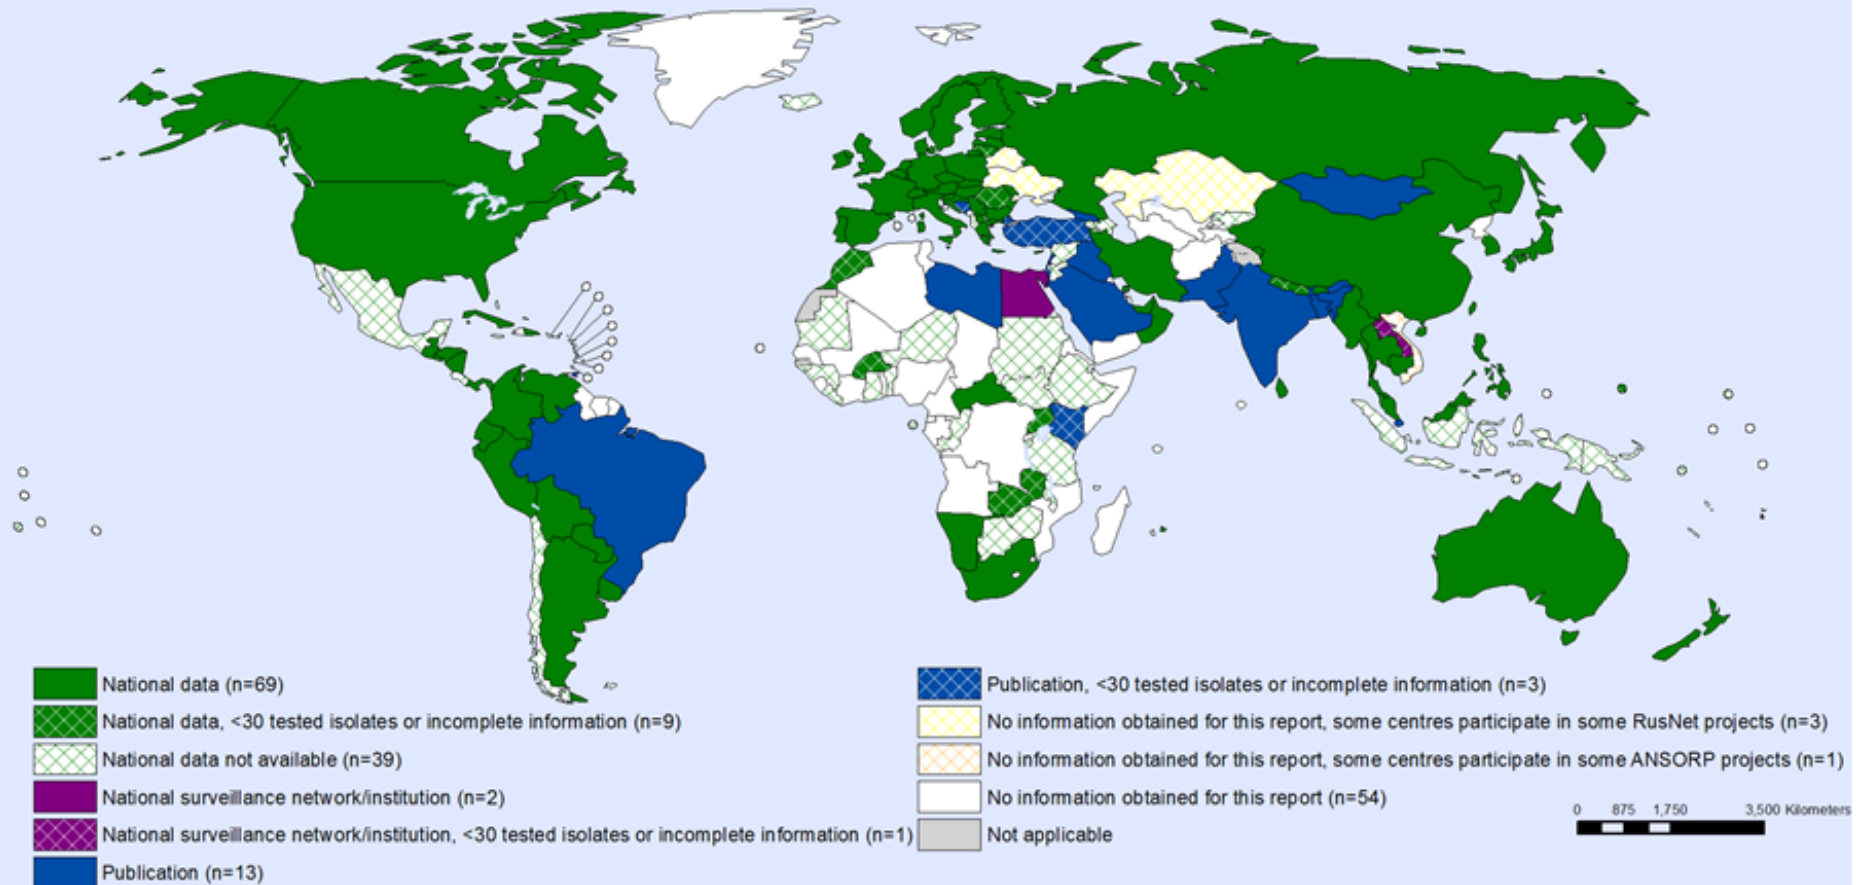 National data (n=69)
National data, <30 tested isolates or incomplete information (n=9)
National data not available (n=39)
National surveillance network/institution (n=2)
National surveillance network/institution, <30 tested isolates or incomplete information (n=1)
Publication (n=13)
Publication, <30 tested isolates or incomplete information (n=3)
No information obtained for this report, some centres participate in some RusNet projects (n=3)
No information obtained for this report, some centres participate in some ANSORP projects (n=1)
No information obtained for this report (n=54)
Not applicable
0 875 1,750 3,500 Kilometers